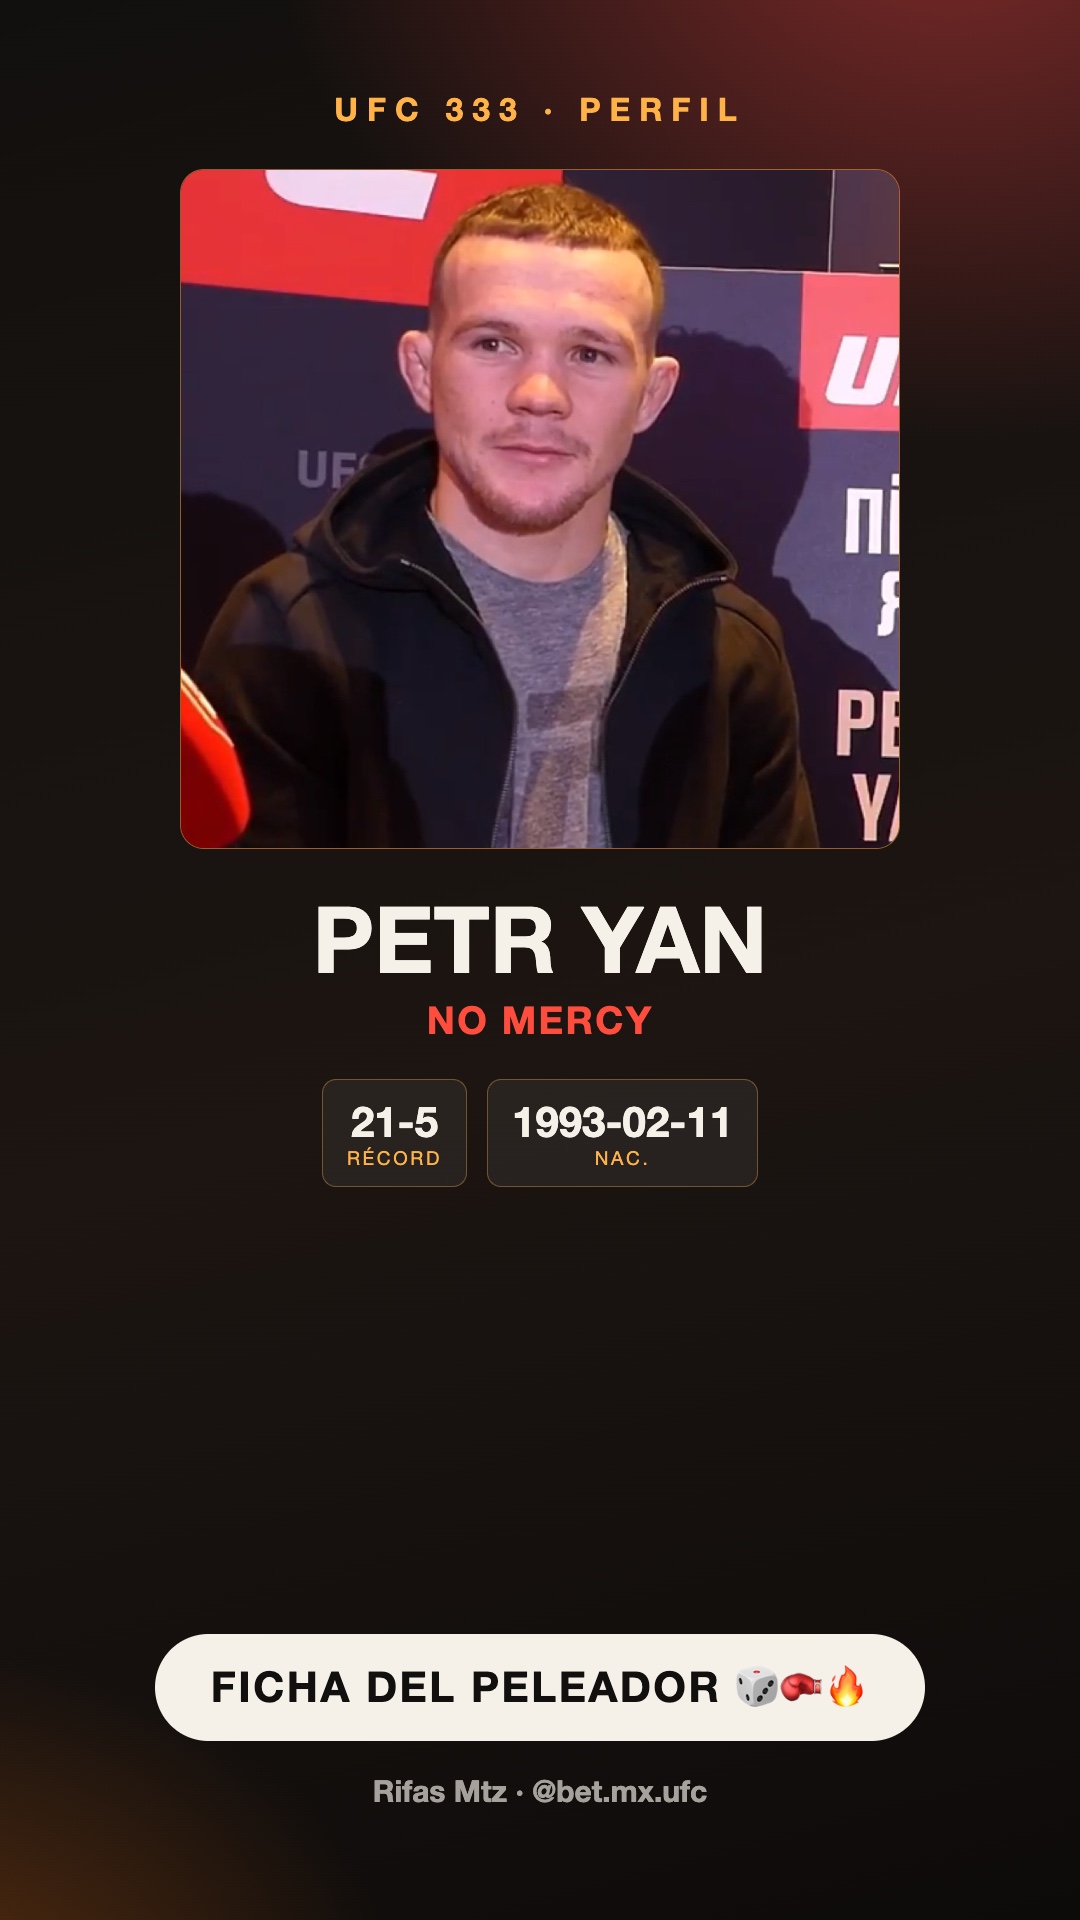 UFC 333 · PERFIL
UF
PETR YAN
NO MERCY
21-5
RÉCORD
1993-02-11
NAC.
FICHA DEL PELEADOR 🎲🥊🔥
Rifas Mtz · @bet.mx.ufc